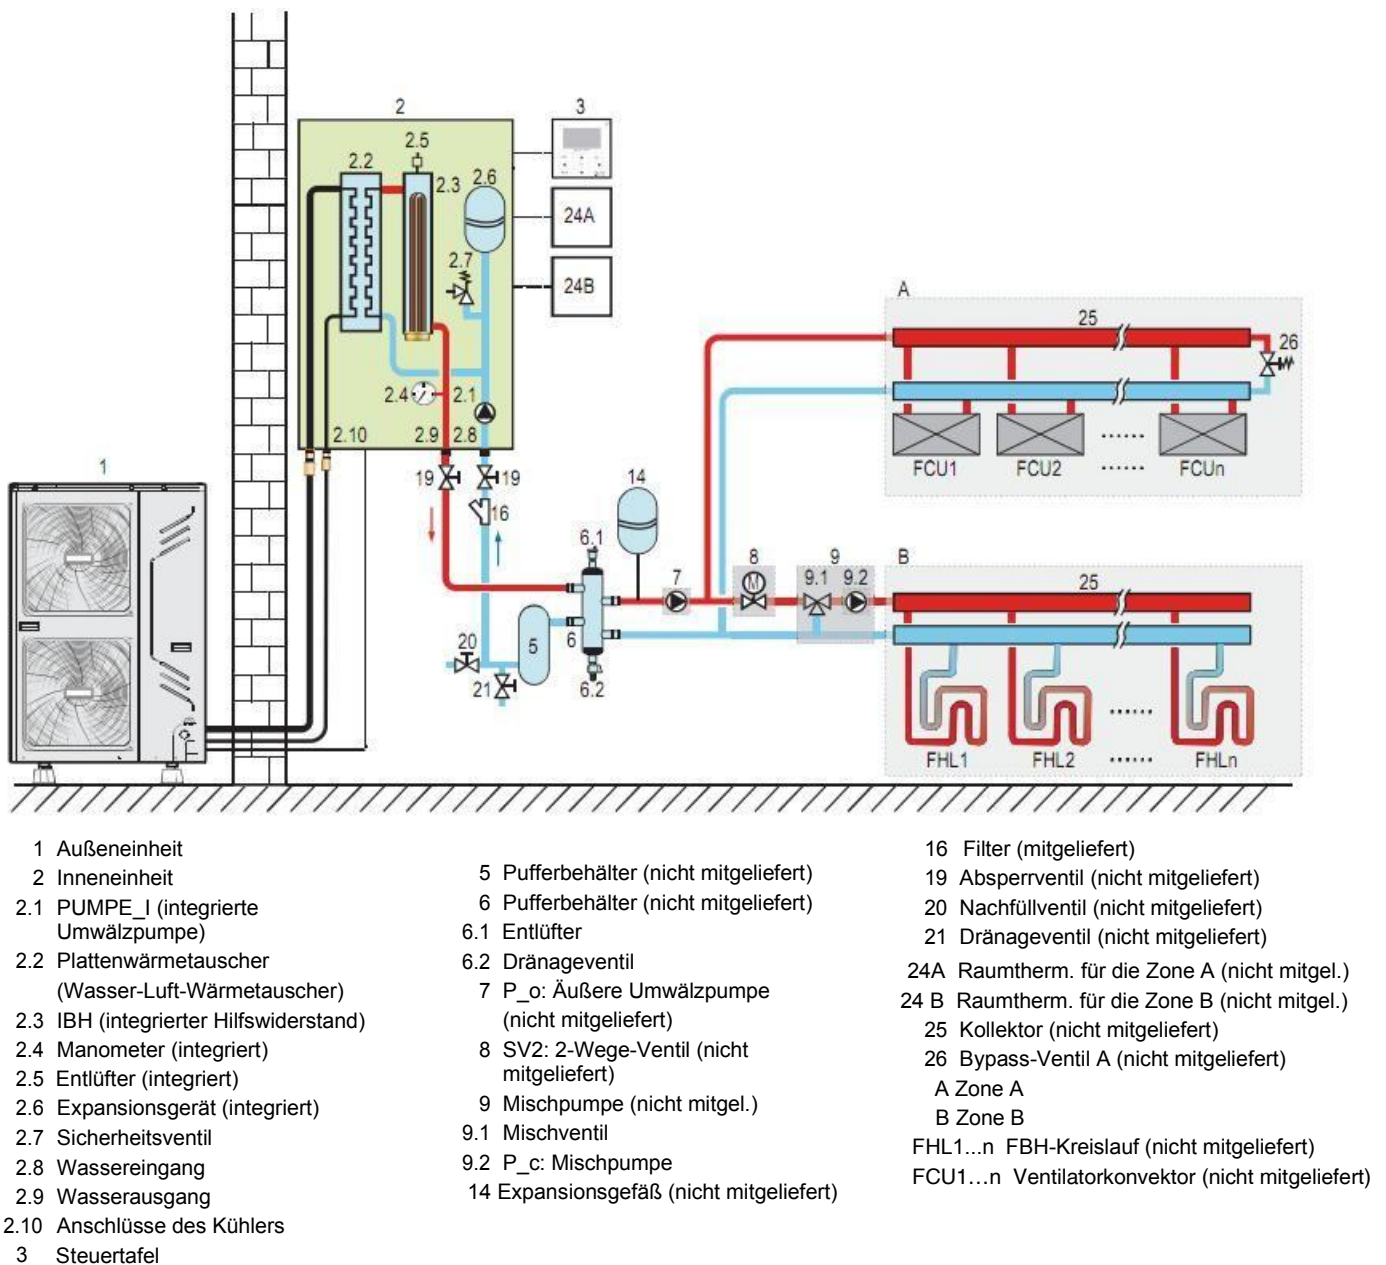 2
3
2.5
2.2
2.3
2.6
24A
2.7
24B
2.4
2.1
2.10
2.9
2.8
1
19
19
16
14
6.1
7
8
M
9
9.1
9.2
20
5
6
21
6.2
A
25
26
FCU1
FCU2
......
......
FCUn
B
25
......
FHL1
FHL2
......
FHLn
1 Außeneinheit
2 Inneneinheit
2.1 PUMPE_I (integrierte
Umwälzpumpe)
2.2 Plattenwärmetauscher
(Wasser-Luft-Wärmetauscher)
2.3 IBH (integrierter Hilfswiderstand)
2.4 Manometer (integriert)
2.5 Entlüfter (integriert)
2.6 Expansionsgerät (integriert)
2.7 Sicherheitsventil
2.8 Wassereingang
2.9 Wasserausgang
2.10 Anschlüsse des Kühlers
3 Steuertafel
5 Pufferbehälter (nicht mitgeliefert)
6 Pufferbehälter (nicht mitgeliefert)
6.1 Entlüfter
6.2 Dränageventil
7 P_o: Äußere Umwälzpumpe
(nicht mitgeliefert)
8 SV2: 2-Wege-Ventil (nicht
mitgeliefert)
9 Mischpumpe (nicht mitgel.)
9.1 Mischventil
9.2 P_c: Mischpumpe
14 Expansionsgefäß (nicht mitgeliefert)
16 Filter (mitgeliefert)
19 Absperrventil (nicht mitgeliefert)
20 Nachfüllventil (nicht mitgeliefert)
21 Dränageventil (nicht mitgeliefert)
24A Raumtherm. für die Zone A (nicht mitgel.)
24 B Raumtherm. für die Zone B (nicht mitgel.)
25 Kollektor (nicht mitgeliefert)
26 Bypass-Ventil A (nicht mitgeliefert)
A Zone A
B Zone B
FHL1...n FBH-Kreislauf (nicht mitgeliefert)
FCU1…n Ventilatorkonvektor (nicht mitgeliefert)